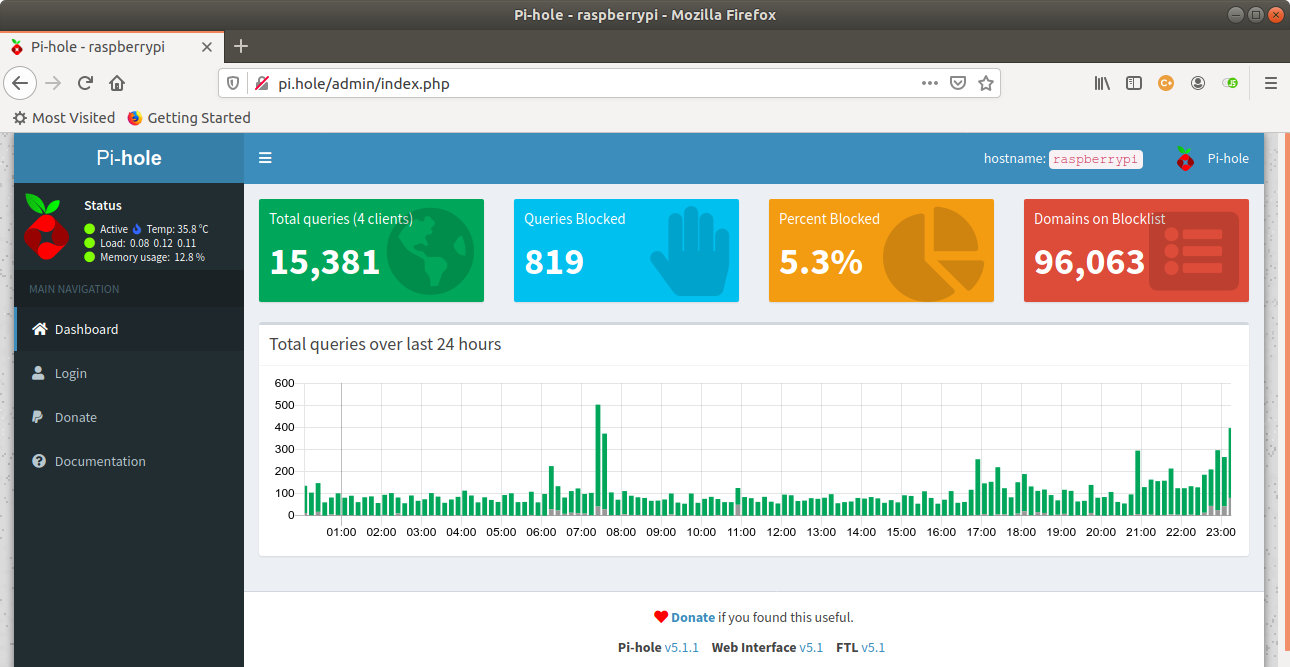 Pi-hole - raspberrypi - Mozilla Firefox
Pi-hole - raspberrypi
pi.hole/admin/index.php
Most Visited Getting Started
Pi-hole
hostname: raspberrypi Pi-hole
Status
Active Temp: 35.8 °C
Load: 0.08 0.12 0.11
Memory usage: 12.8 %
MAIN NAVIGATION
Dashboard
Login
Donate
Documentation
Total queries (4 clients)
15,381
Queries Blocked
819
Percent Blocked
5.3%
Domains on Blocklist
96,063
Total queries over last 24 hours
600
500
400
300
200
100
0
01:00 02:00 03:00 04:00 05:00 06:00 07:00 08:00 09:00 10:00 11:00 12:00 13:00 14:00 15:00 16:00 17:00 18:00 19:00 20:00 21:00 22:00 23:00
Donate if you found this useful.
Pi-hole v5.1.1 Web Interface v5.1 FTL v5.1